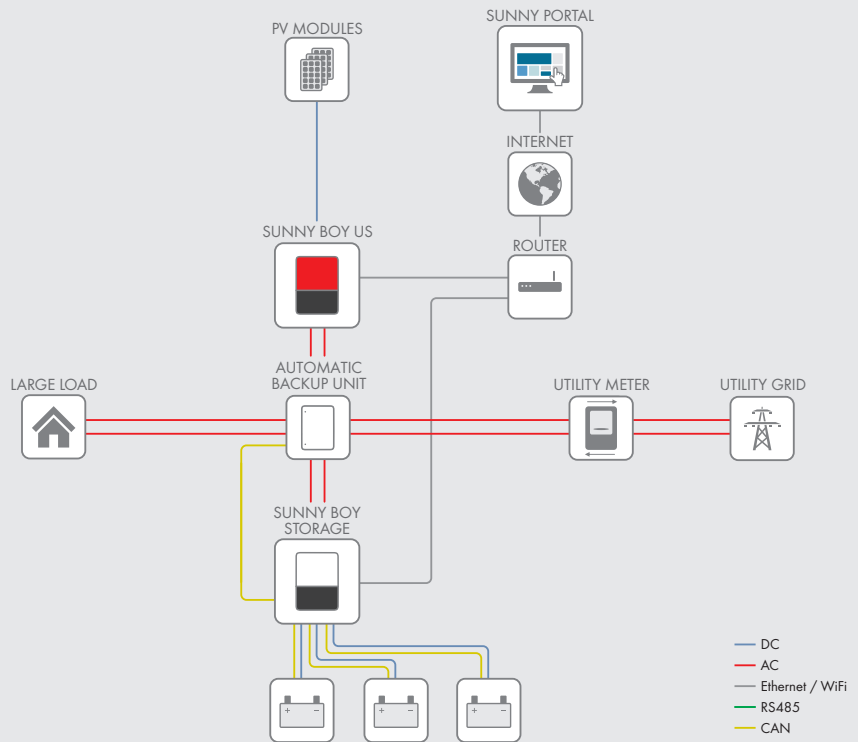 PV MODULES
SUNNY PORTAL
INTERNET
SUNNY BOY US
ROUTER
AUTOMATIC
BACKUP UNIT
LARGE LOAD
UTILITY METER
UTILITY GRID
SUNNY BOY
STORAGE
DC
AC
Ethernet / WiFi
RS485
CAN
+ −
+ −
+ −